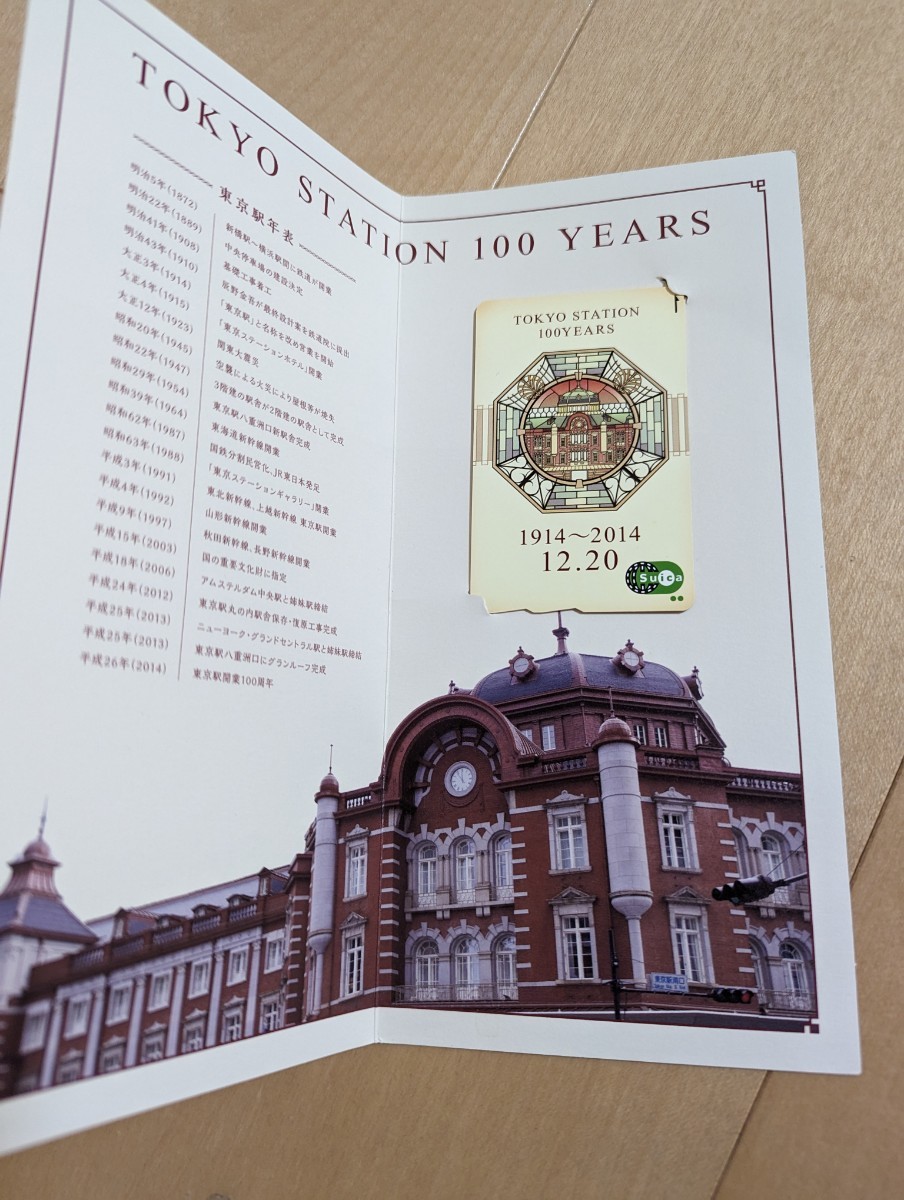 TOKYO STATION 100 YEARS
東京駅年表
明治5年(1872) 新橋駅〜横浜駅間に鉄道が開業
明治22年(1889) 中央停車場の建設決定
明治41年(1908) 基礎工事着工
明治43年(1910) 辰野金吾が最終設計案を鉄道院に提出
大正3年(1914) 「東京駅」と名称を改め営業を開始
大正4年(1915) 「東京ステーションホテル」開業
大正12年(1923) 関東大震災
昭和20年(1945) 空襲による火災により屋根等が焼失
昭和22年(1947) 3階建の駅舎が2階建の駅舎として完成
昭和29年(1954) 東京駅八重洲口新駅舎完成
昭和39年(1964) 東海道新幹線開業
昭和62年(1987) 国鉄分割民営化、JR東日本発足
昭和63年(1988) 「東京ステーションギャラリー」開業
平成3年(1991) 東北新幹線、上越新幹線 東京駅開業
平成4年(1992) 山形新幹線開業
平成9年(1997) 秋田新幹線、長野新幹線開業
平成15年(2003) 国の重要文化財に指定
平成18年(2006) アムステルダム中央駅と姉妹駅締結
平成24年(2012) 東京駅丸の内駅舎保存・復原工事完成
平成25年(2013) ニューヨーク・グランドセントラル駅と姉妹駅締結
平成25年(2013) 東京駅八重洲口にグランルーフ完成
平成26年(2014) 東京駅開業100周年
TOKYO STATION
100YEARS
1914〜2014
12.20
Suica
東京駅南口